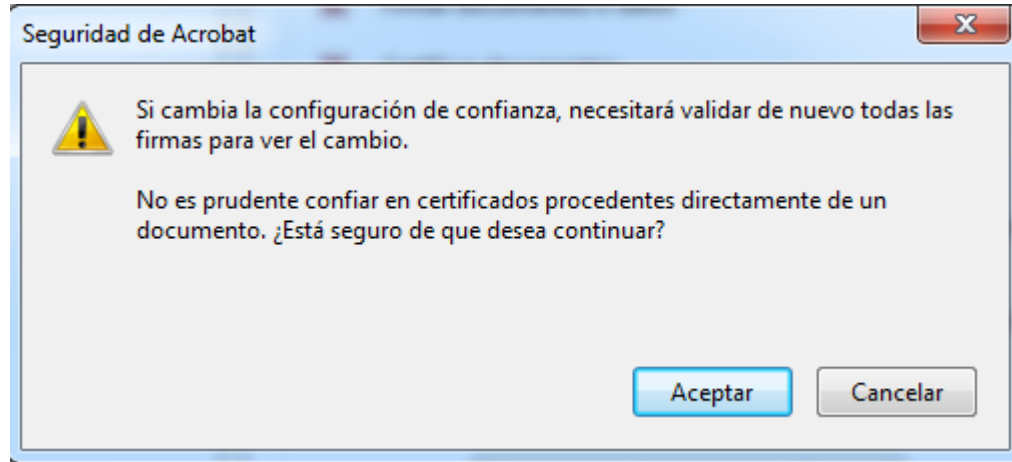 Seguridad de Acrobat
Si cambia la configuración de confianza, necesitará validar de nuevo todas las
firmas para ver el cambio.
No es prudente confiar en certificados procedentes directamente de un
documento. ¿Está seguro de que desea continuar?
Aceptar
Cancelar